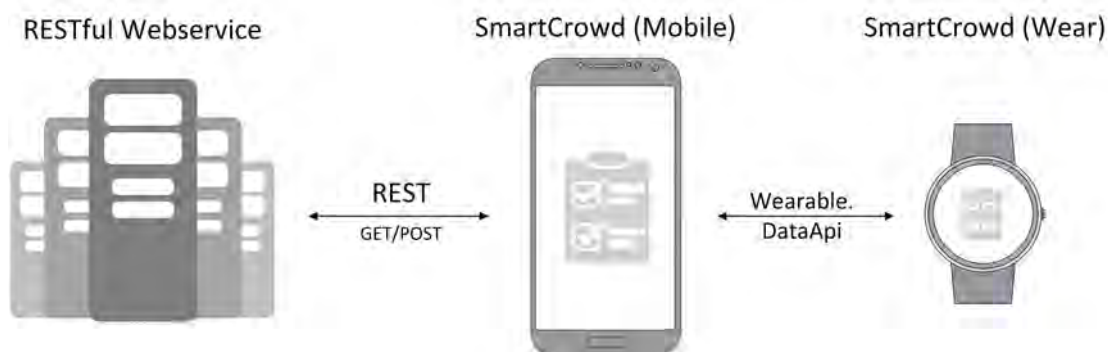 RESTful Webservice
SmartCrowd (Mobile)
SmartCrowd (Wear)
REST
GET/POST
Wearable.
DataApi